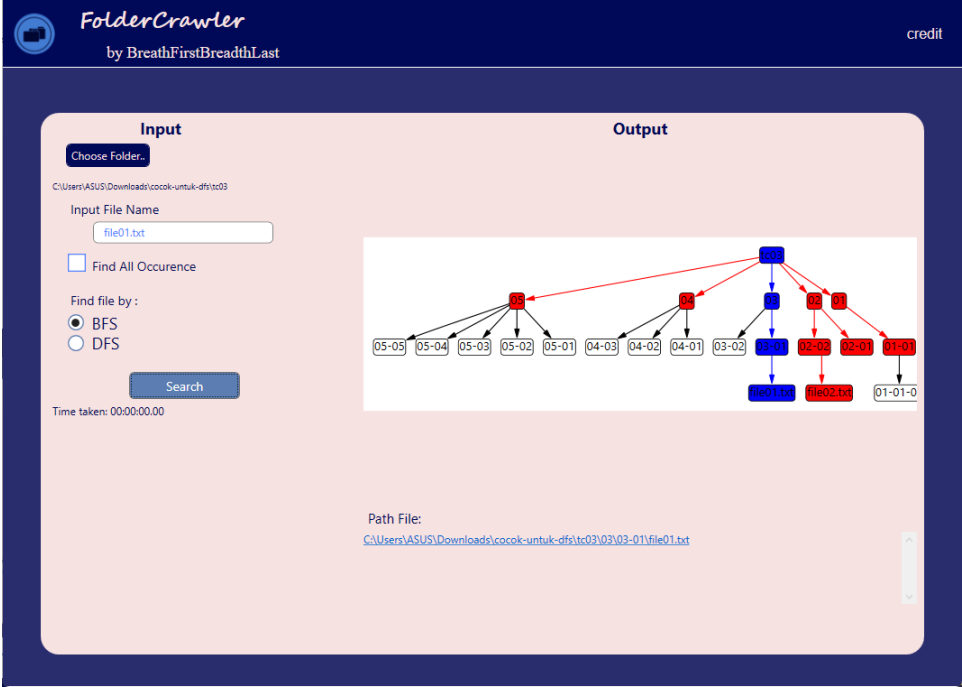 FolderCrawler
by BreathFirstBreadthLast
credit
Input
Choose Folder..
C:\Users\ASUS\Downloads\cocok-untuk-dfs\tc03
Input File Name
file01.txt
Find All Occurence
Find file by :
BFS
DFS
Search
Time taken: 00:00:00.00
Output
tc03
05 04 03 02 01
05-05 05-04 05-03 05-02 05-01 04-03 04-02 04-01 03-02 03-01 02-02 02-01 01-01
file01.txt file02.txt 01-01-0
Path File:
C:\Users\ASUS\Downloads\cocok-untuk-dfs\tc03\03\03-01\file01.txt